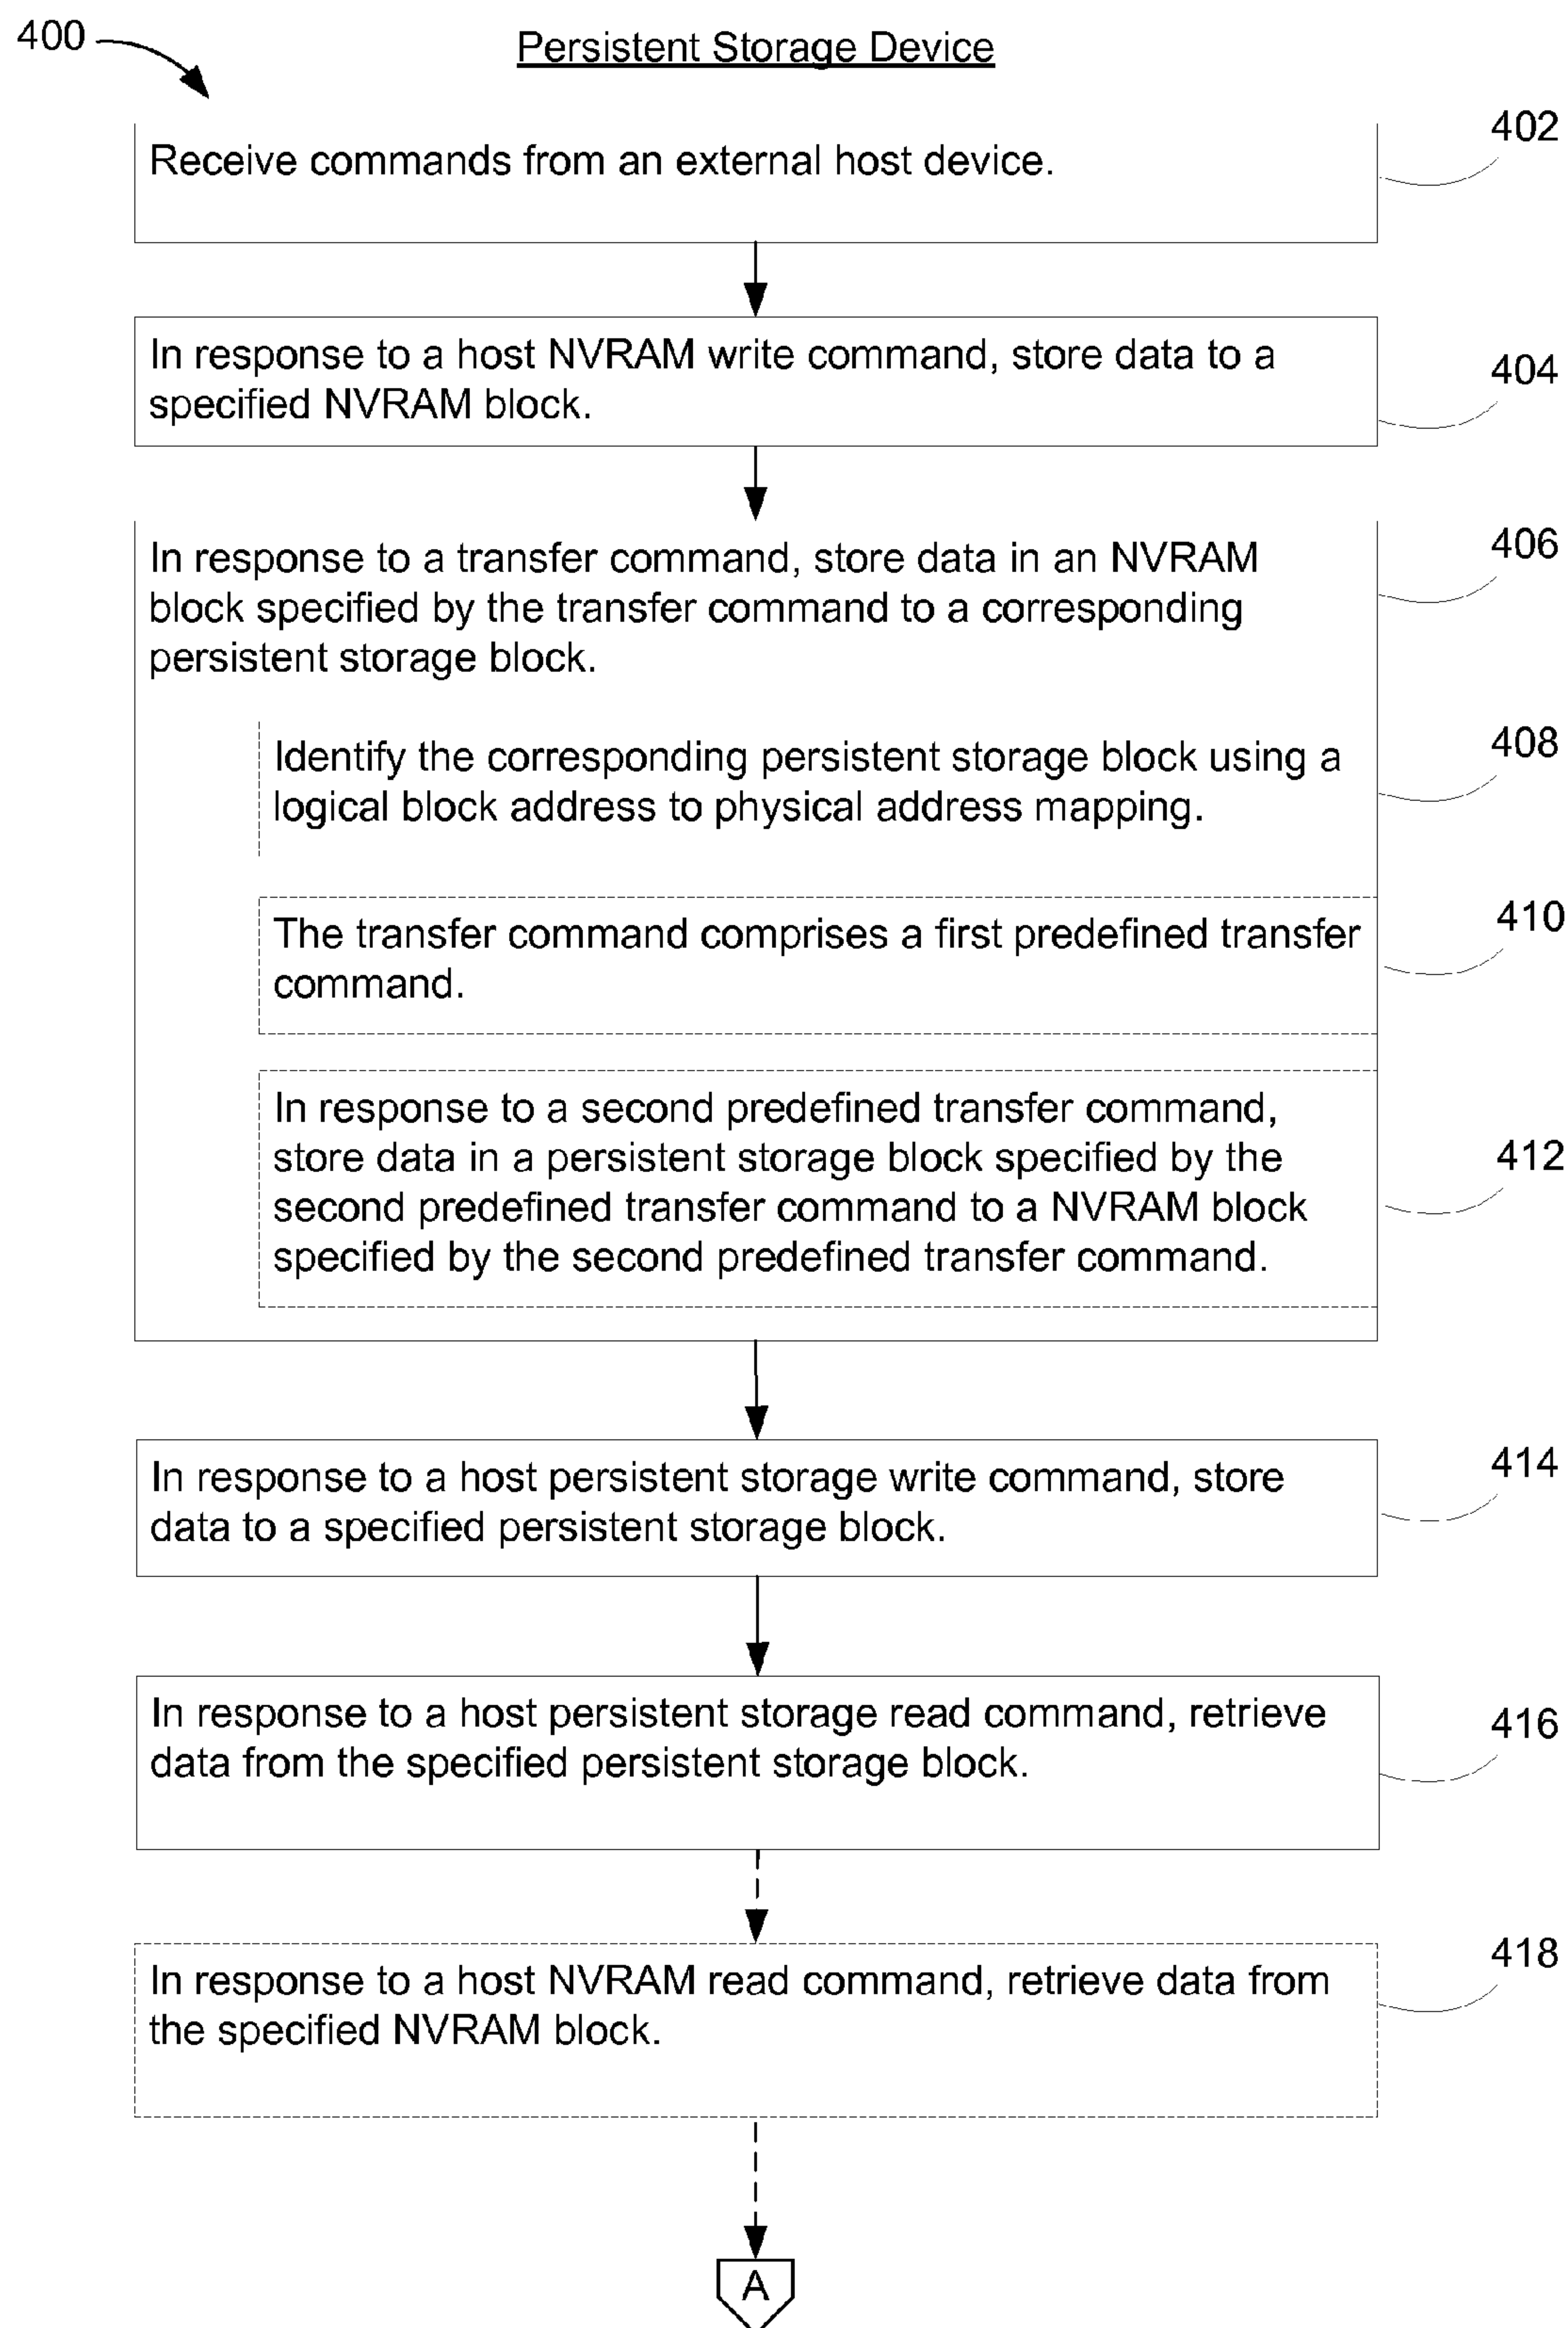 400
Persistent Storage Device
402
Receive commands from an external host device.
404
In response to a host NVRAM write command, store data to a
specified NVRAM block.
406
In response to a transfer command, store data in an NVRAM
block specified by the transfer command to a corresponding
persistent storage block.
408
Identify the corresponding persistent storage block using a
logical block address to physical address mapping.
410
The transfer command comprises a first predefined transfer
command.
412
In response to a second predefined transfer command,
store data in a persistent storage block specified by the
second predefined transfer command to a NVRAM block
specified by the second predefined transfer command.
414
In response to a host persistent storage write command, store
data to a specified persistent storage block.
416
In response to a host persistent storage read command, retrieve
data from the specified persistent storage block.
418
In response to a host NVRAM read command, retrieve data from
the specified NVRAM block.
A